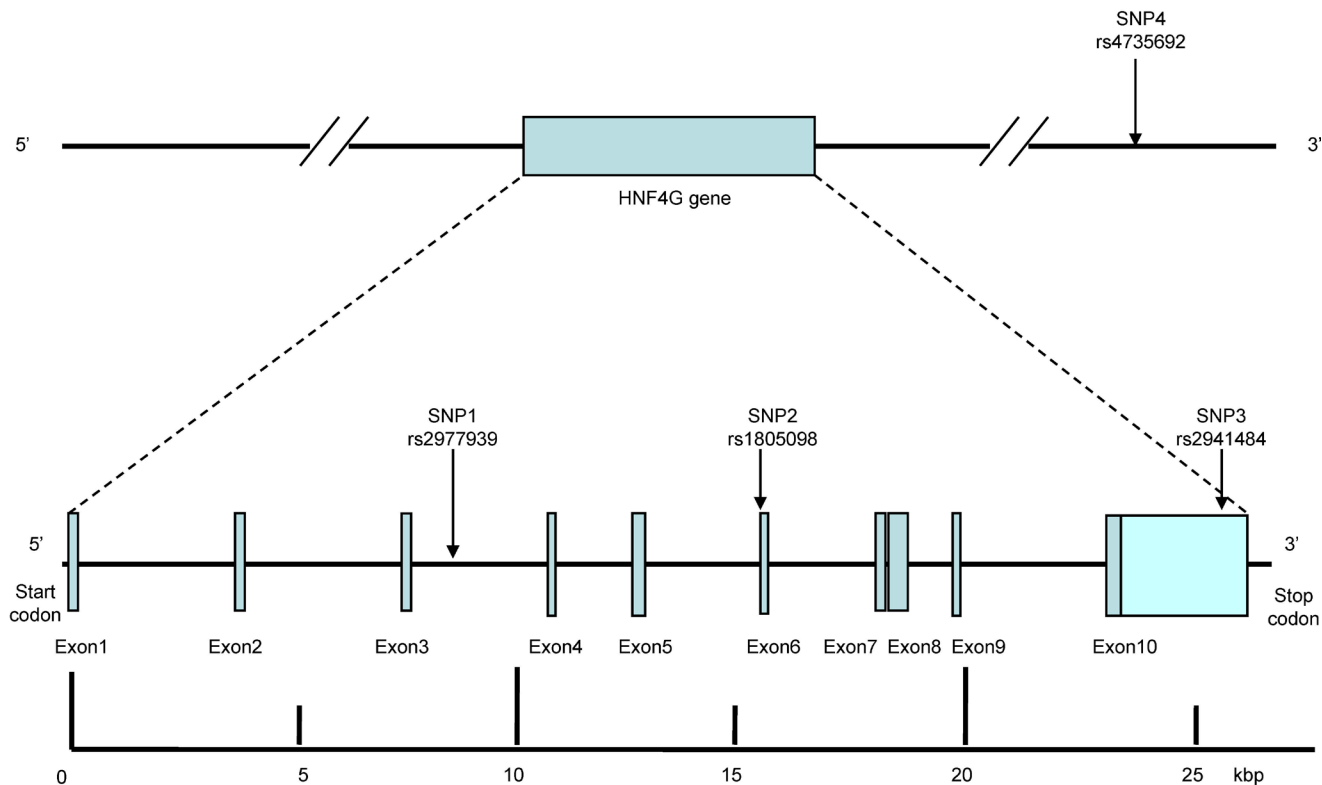 SNP4
rs4735692
5’
3’
HNF4G gene
SNP1
rs2977939
SNP2
rs1805098
SNP3
rs2941484
5’
3’
Start
codon
Stop
codon
Exon1
Exon2
Exon3
Exon4
Exon5
Exon6
Exon7
Exon8
Exon9
Exon10
0
5
10
15
20
25
kbp